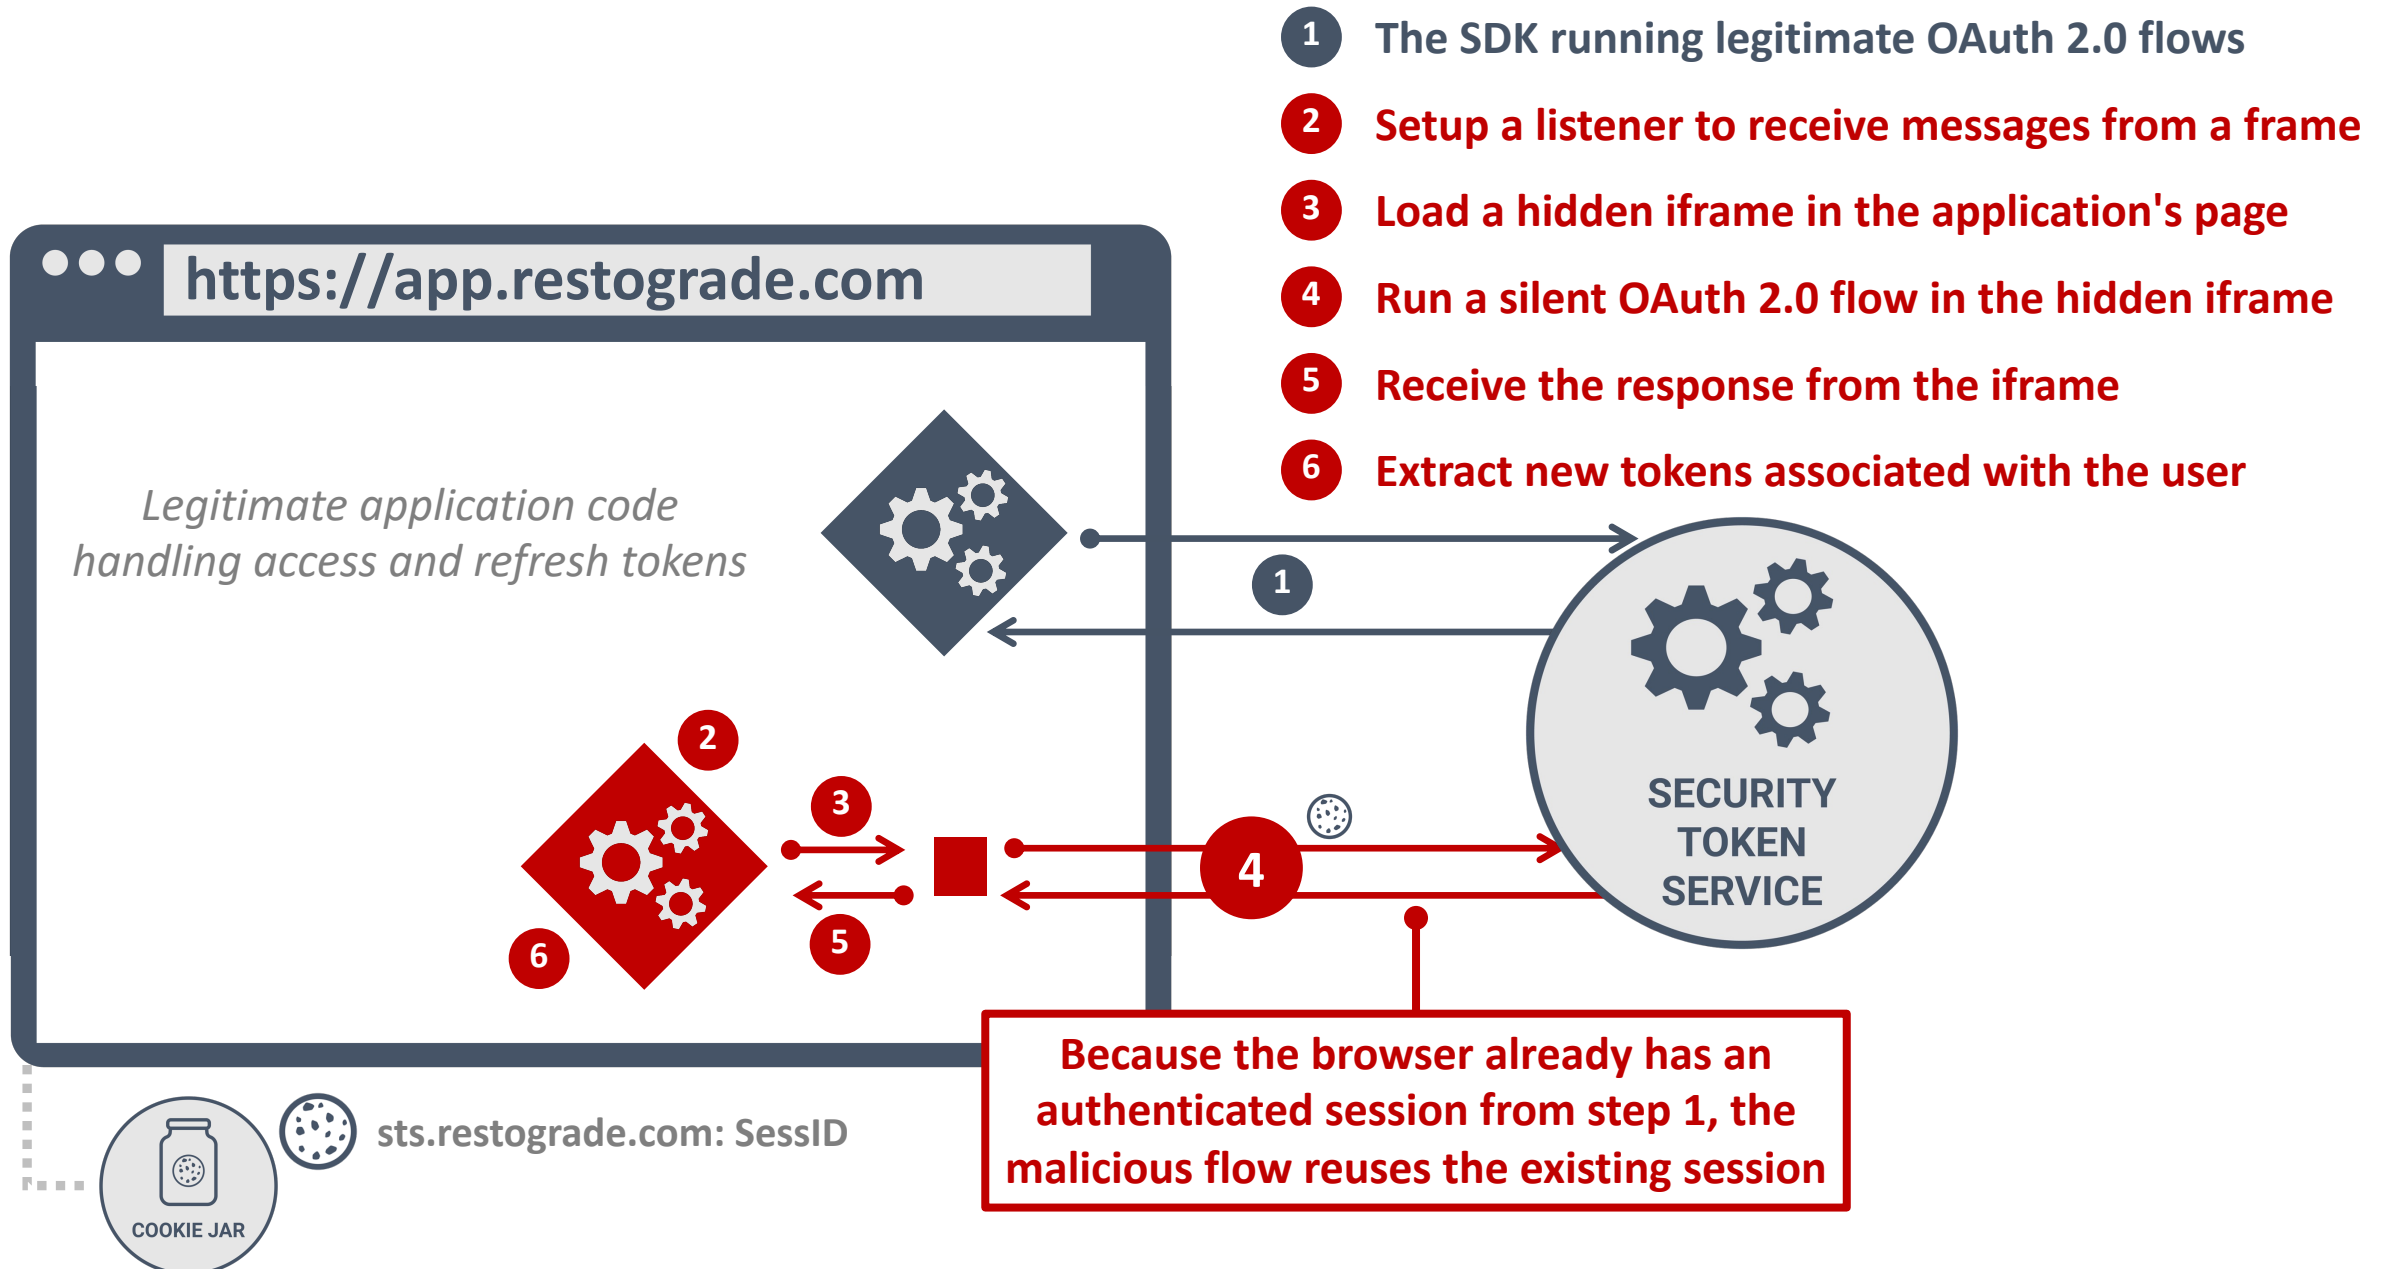 1 The SDK running legitimate OAuth 2.0 flows
2 Setup a listener to receive messages from a frame
3 Load a hidden iframe in the application's page
4 Run a silent OAuth 2.0 flow in the hidden iframe
5 Receive the response from the iframe
6 Extract new tokens associated with the user
https://app.restograde.com
Legitimate application code
handling access and refresh tokens
1
2
3
4
5
6
SECURITY
TOKEN
SERVICE
Because the browser already has an
authenticated session from step 1, the
malicious flow reuses the existing session
sts.restograde.com: SessID
COOKIE JAR